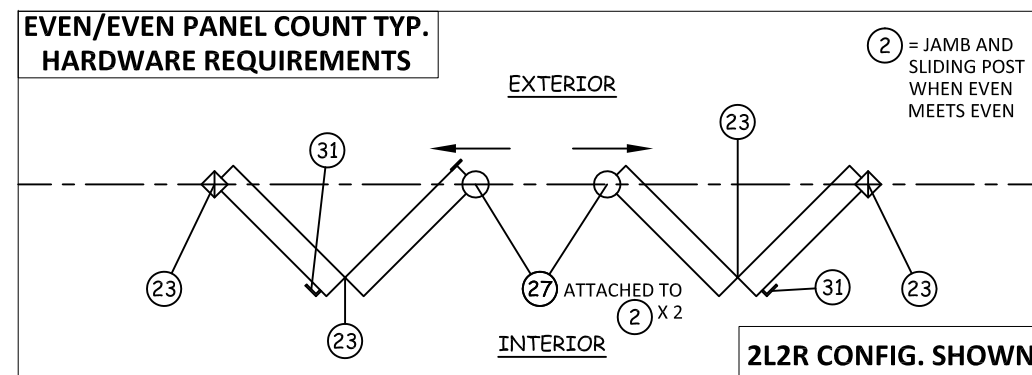 EVEN/EVEN PANEL COUNT TYP.
HARDWARE REQUIREMENTS
2 = JAMB AND
SLIDING POST
WHEN EVEN
MEETS EVEN
EXTERIOR
23
31
23
27 ATTACHED TO
2 X 2
31
23
23
INTERIOR
2L2R CONFIG. SHOWN